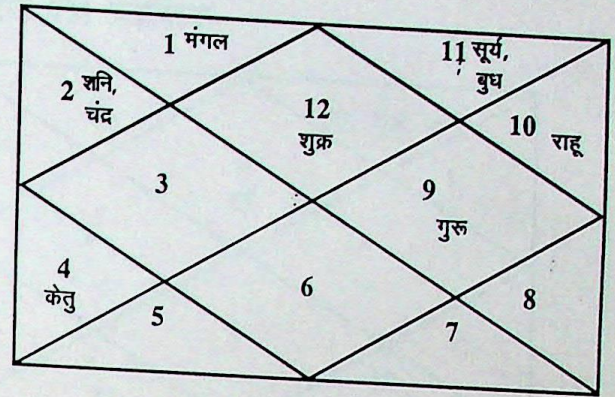 1 मंगल
11 सूर्य,
बुध
2 शनि,
चंद्र
12
शुक्र
10 राहू
3
9
गुरू
4
केतु
5
6
7
8